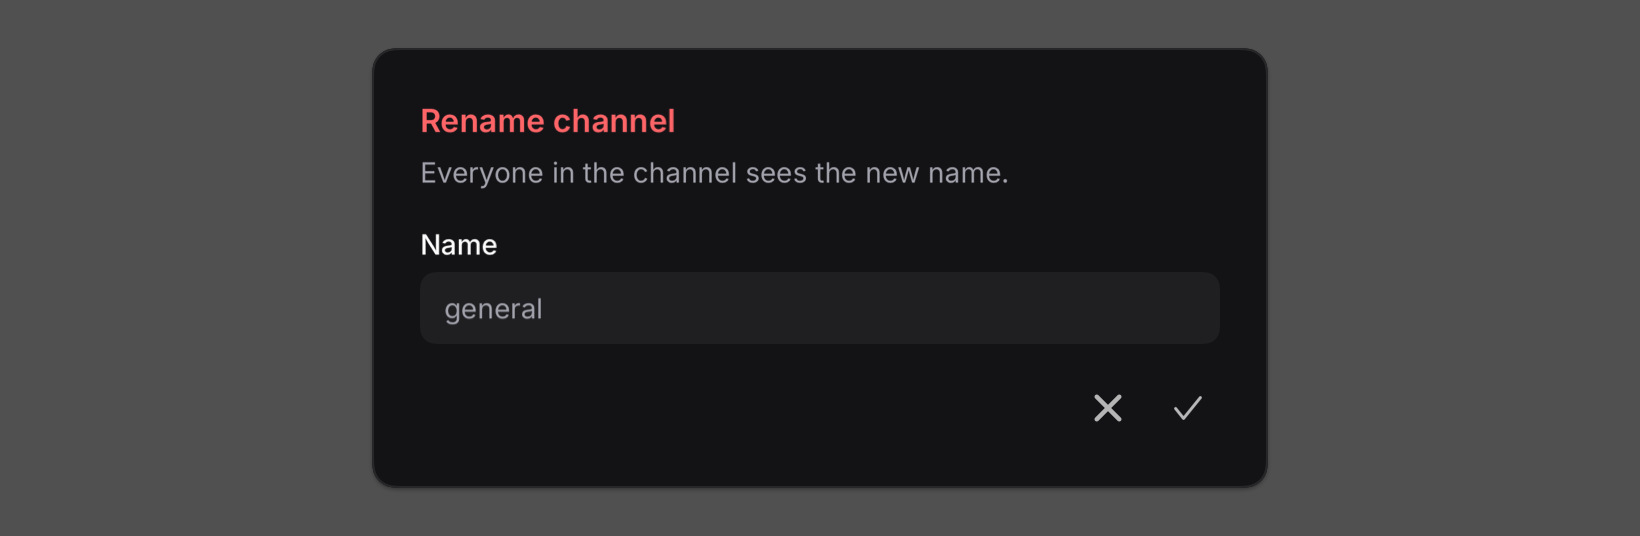 Rename channel
Everyone in the channel sees the new name.
Name
general